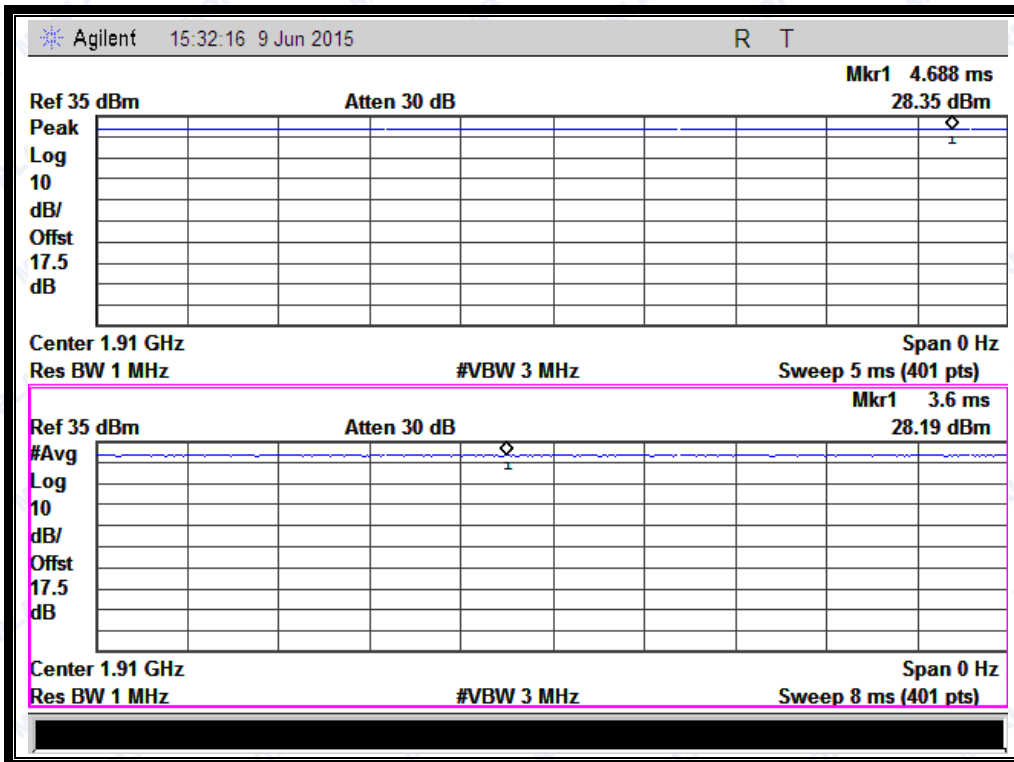 Agilent 15:32:16 9 Jun 2015 R T
Mkr1 4.688 ms
Ref 35 dBm Atten 30 dB 28.35 dBm
Peak
Log
10
dB/
Offst
17.5
dB
1
Center 1.91 GHz Span 0 Hz
Res BW 1 MHz #VBW 3 MHz Sweep 5 ms (401 pts)
Mkr1 3.6 ms
Ref 35 dBm Atten 30 dB 28.19 dBm
#Avg
Log
10
dB/
Offst
17.5
dB
1
Center 1.91 GHz Span 0 Hz
Res BW 1 MHz #VBW 3 MHz Sweep 8 ms (401 pts)